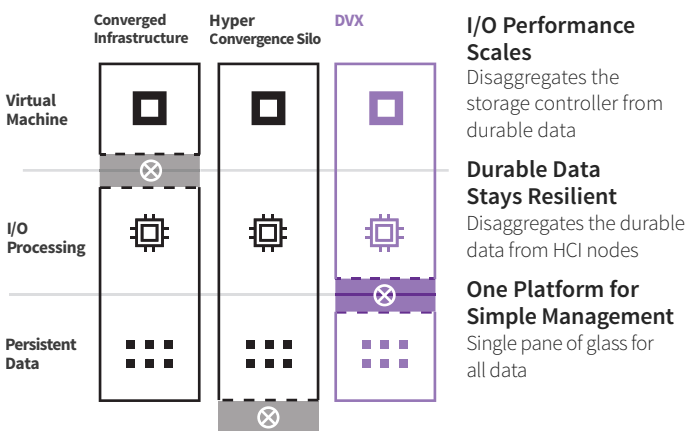 Converged
Infrastructure
Hyper
Convergence Silo
DVX
Virtual
Machine
I/O
Processing
Persistent
Data
I/O Performance
Scales
Disaggregates the
storage controller from
durable data
Durable Data
Stays Resilient
Disaggregates the durable
data from HCI nodes
One Platform for
Simple Management
Single pane of glass for
all data